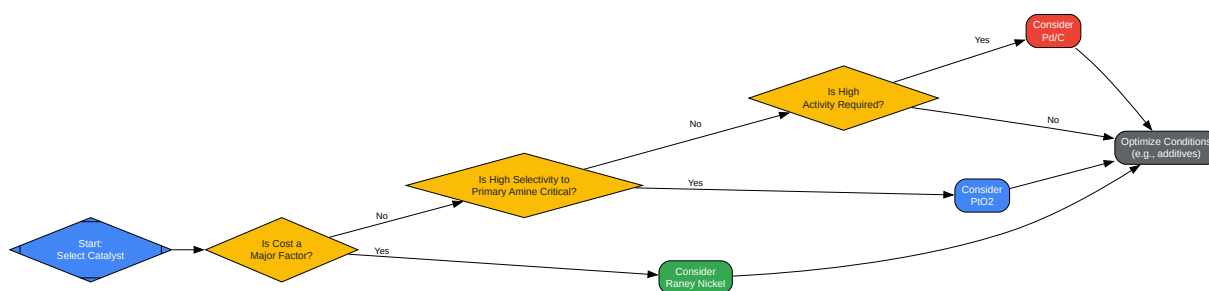 Start:
Select Catalyst
Is Cost a
Major Factor?
No
Yes
Is High Selectivity to
Primary Amine Critical?
No
Yes
Is High
Activity Required?
Yes
No
Consider
Pd/C
Consider
PtO2
Consider
Raney Nickel
Optimize Conditions
(e.g., additives)